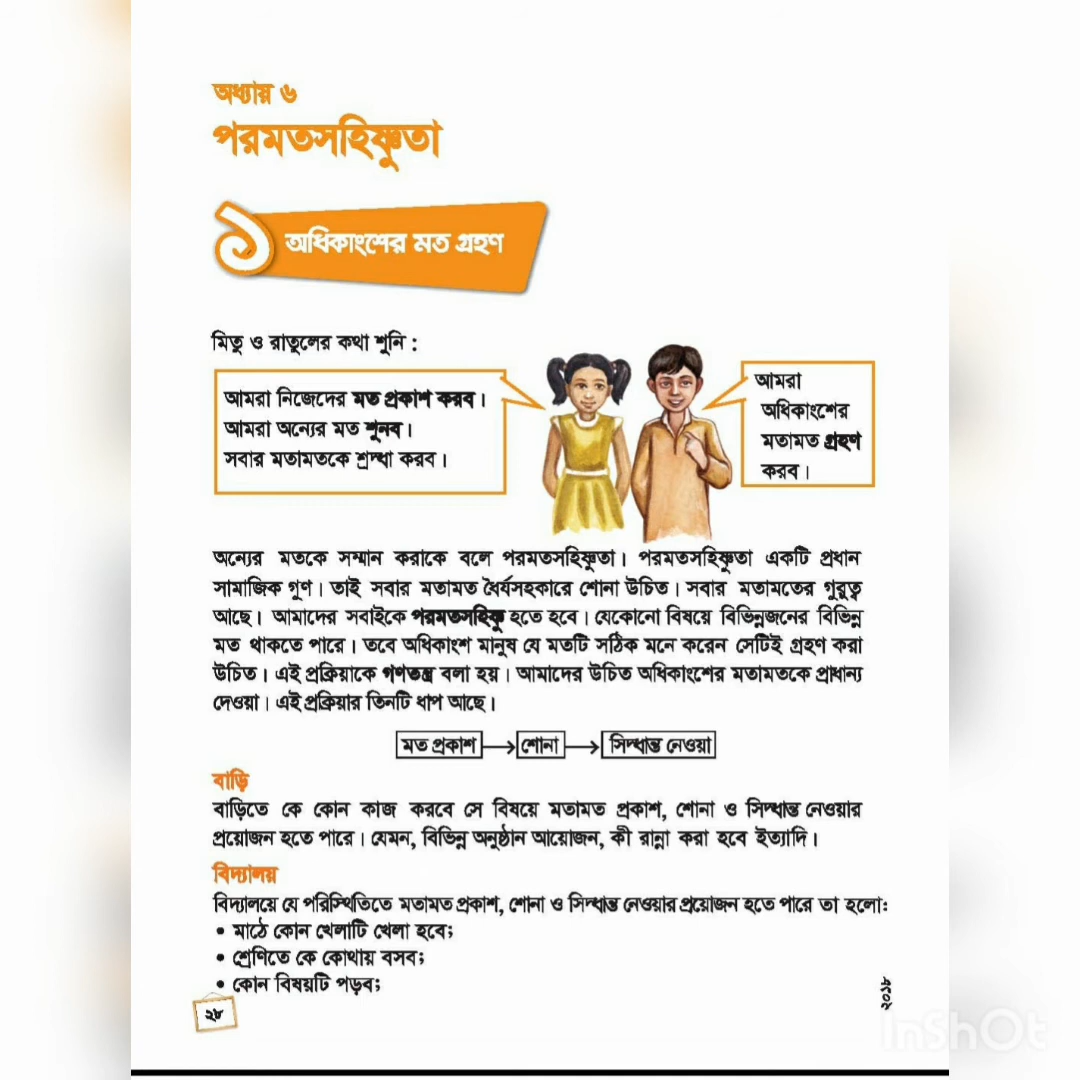 অধ্যায় ৬
পরমতসহিষ্ণুতা
১ অধিকাংশের মত গ্রহণ
মিতু ও রাতুলের কথা শুনি :
আমরা নিজেদের মত প্রকাশ করব।
আমরা অন্যের মত শুনব।
সবার মতামতকে শ্রদ্ধা করব।
আমরা
অধিকাংশের
মতামত গ্রহণ
করব।
অন্যের মতকে সম্মান করাকে বলে পরমতসহিষ্ণুতা। পরমতসহিষ্ণুতা একটি প্রধান
সামাজিক গুণ। তাই সবার মতামত ধৈর্যসহকারে শোনা উচিত। সবার মতামতের গুরুত্ব
আছে। আমাদের সবাইকে পরমতসহিষ্ণু হতে হবে। যেকোনো বিষয়ে বিভিন্নজনের বিভিন্ন
মত থাকতে পারে। তবে অধিকাংশ মানুষ যে মতটি সঠিক মনে করেন সেটিই গ্রহণ করা
উচিত। এই প্রক্রিয়াকে গণতন্ত্র বলা হয়। আমাদের উচিত অধিকাংশের মতামতকে প্রাধান্য
দেওয়া। এই প্রক্রিয়ার তিনটি ধাপ আছে।
মত প্রকাশ → শোনা → সিদ্ধান্ত নেওয়া
বাড়ি
বাড়িতে কে কোন কাজ করবে সে বিষয়ে মতামত প্রকাশ, শোনা ও সিদ্ধান্ত নেওয়ার
প্রয়োজন হতে পারে। যেমন, বিভিন্ন অনুষ্ঠান আয়োজন, কী রান্না করা হবে ইত্যাদি।
বিদ্যালয়
বিদ্যালয়ে যে পরিস্থিতিতে মতামত প্রকাশ, শোনা ও সিদ্ধান্ত নেওয়ার প্রয়োজন হতে পারে তা হলো:
• মাঠে কোন খেলাটি খেলা হবে;
• শ্রেণিতে কে কোথায় বসব;
• কোন বিষয়টি পড়ব;
২৮
২০১৮
InShOt